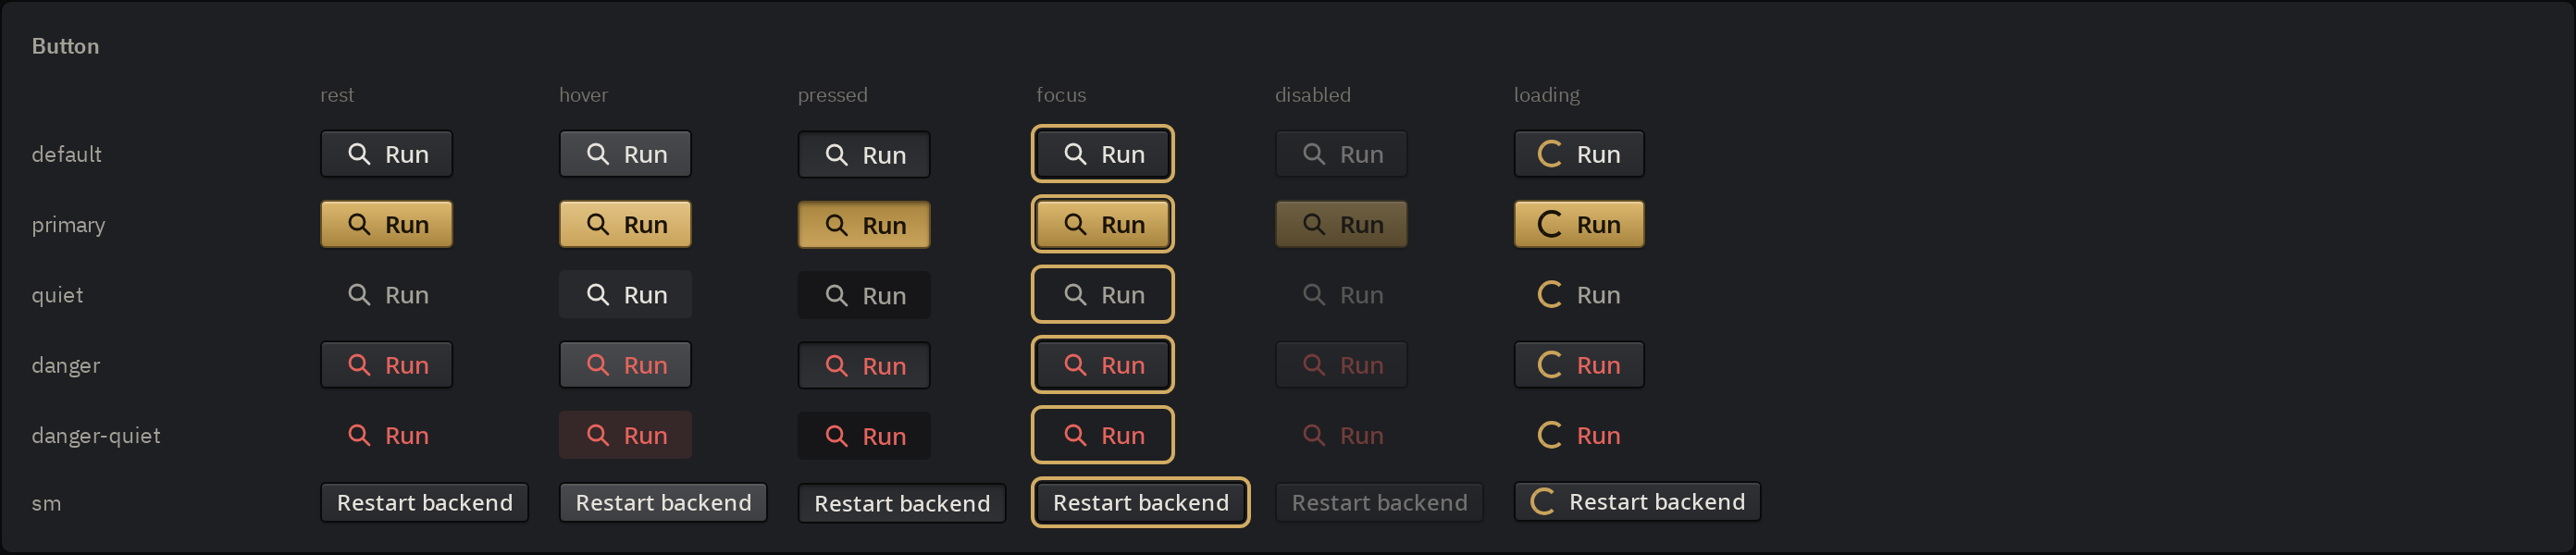 Button
rest hover pressed focus disabled loading
default Run Run Run Run Run Run
primary Run Run Run Run Run Run
quiet Run Run Run Run Run Run
danger Run Run Run Run Run Run
danger-quiet Run Run Run Run Run Run
sm Restart backend Restart backend Restart backend Restart backend Restart backend Restart backend